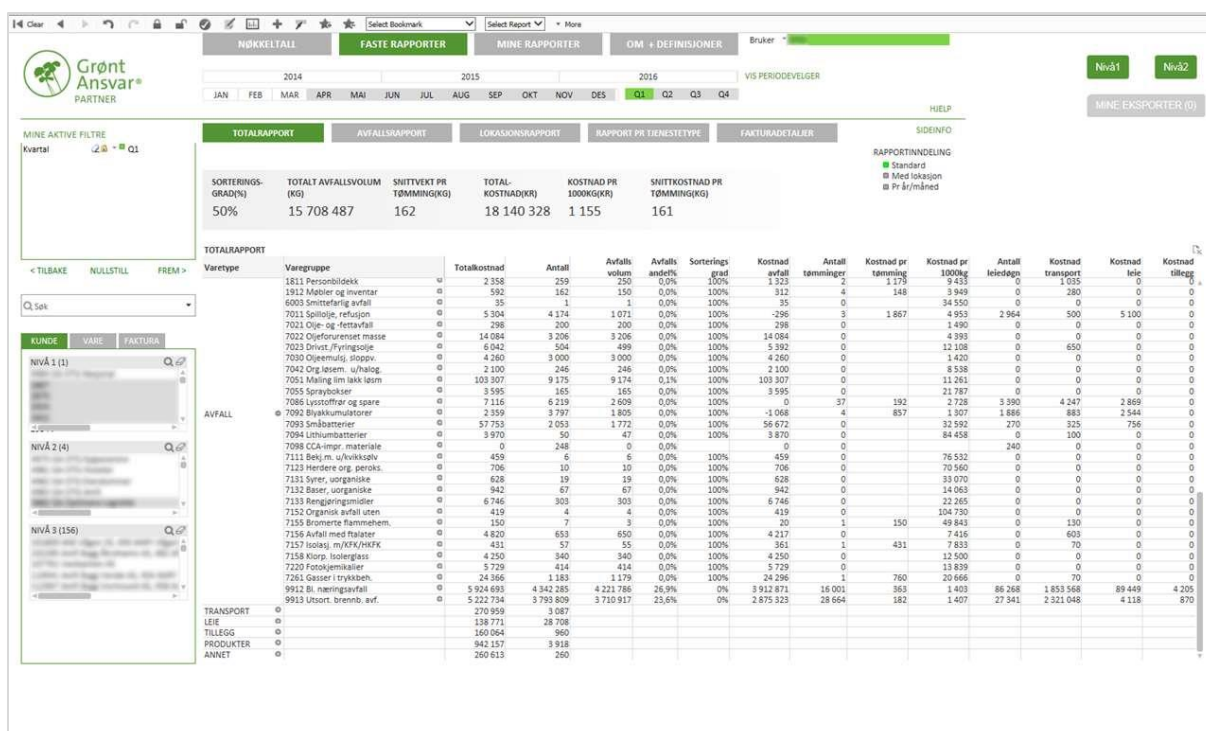 Clear Select Bookmark Select Report More
NØKKELTALL FASTE RAPPORTER MINE RAPPORTER OM + DEFINISJONER Bruker
Grønt
Ansvar®
PARTNER
2014 2015 2016 VIS PERIODEVELGER
JAN FEB MAR APR MAI JUN JUL AUG SEP OKT NOV DES Q1 Q2 Q3 Q4
Nivå1 Nivå2
MINE EKSPORTER (0)
HJELP
MINE AKTIVE FILTRE
Kvartal Q1
TOTALRAPPORT AVFALLSRAPPORT LOKASJONSRAPPORT RAPPORT PR TJENESTETYPE FAKTURADETALJER SIDEINFO
RAPPORTINNDELING
Standard
Med lokasjon
Pr år/måned
SORTERINGS-GRAD(%) TOTALT AVFALLSVOLUM (KG) SNITTVEKT PR TØMMING(KG) TOTAL-KOSTNAD(KR) KOSTNAD PR 1000KG(KR) SNITTKOSTNAD PR TØMMING(KG)
50% 15 708 487 162 18 140 328 1 155 161
< TILBAKE NULLSTILL FREM >
Søk
KUNDE VARE FAKTURA
NIVÅ 1 (1)
NIVÅ 2 (4)
NIVÅ 3 (156)
TOTALRAPPORT
Varetype Varegruppe Totalkostnad Antall Avfalls volum Avfalls andel% Sorterings grad Kostnad avfall Antall tømminger Kostnad pr tømming Kostnad pr 1000kg Antall leiedøgn Kostnad transport Kostnad leie Kostnad tillegg
1811 Personbildekk 2 358 259 250 0,0% 100% 1 323 2 1 179 9 433 0 1 035 0 0
1912 Møbler og inventar 592 162 150 0,0% 100% 312 4 148 3 949 0 280 0 0
6003 Smittefarlig avfall 35 1 1 0,0% 100% 35 0 34 550 0 0 0 0
7011 Spillolje, refusjon 5 304 4 174 1 071 0,0% 100% -296 3 1 867 4 953 2 964 500 5 100 0
7021 Olje- og -fettavfall 298 200 200 0,0% 100% 298 0 1 490 0 0 0 0
7022 Oljeforurenset masse 14 084 3 206 3 206 0,0% 100% 14 084 0 4 393 0 0 0 0
7023 Drivst./Fyringsolje 6 042 504 499 0,0% 100% 5 392 0 12 108 0 650 0 0
7030 Oljeemulsj. sloppv. 4 260 3 000 3 000 0,0% 100% 4 260 0 1 420 0 0 0 0
7042 Org.løsem. u/halog. 2 100 246 246 0,0% 100% 2 100 0 8 538 0 0 0 0
7051 Maling lim lakk løsm 103 307 9 175 9 174 0,1% 100% 103 307 0 11 261 0 0 0 0
7055 Spraybokser 3 595 165 165 0,0% 100% 3 595 0 21 787 0 0 0 0
7086 Lysstoffrør og spare 7 116 6 219 2 609 0,0% 100% 0 37 192 2 728 3 390 4 247 2 869 0
AVFALL 7092 Blyakkumulatorer 2 359 3 797 1 805 0,0% 100% -1 068 4 857 1 307 1 886 883 2 544 0
7093 Småbatterier 57 753 2 053 1 772 0,0% 100% 56 672 0 32 592 270 325 756 0
7094 Lithiumbatterier 3 970 50 47 0,0% 100% 3 870 0 84 458 0 100 0 0
7098 CCA-impr. materiale 0 248 0 0,0% 0 0 240 0 0 0
7111 Bekj.m. u/kvikksølv 459 6 6 0,0% 100% 459 0 76 532 0 0 0 0
7123 Herdere org. peroks. 706 10 10 0,0% 100% 706 0 70 560 0 0 0 0
7131 Syrer, uorganiske 628 19 19 0,0% 100% 628 0 33 070 0 0 0 0
7132 Baser, uorganiske 942 67 67 0,0% 100% 942 0 14 063 0 0 0 0
7133 Rengjøringsmidler 6 746 303 303 0,0% 100% 6 746 0 22 265 0 0 0 0
7152 Organisk avfall uten 419 4 4 0,0% 100% 419 0 104 730 0 0 0 0
7155 Bromerte flammehem. 150 7 3 0,0% 100% 20 1 150 49 843 0 130 0 0
7156 Avfall med ftalater 4 820 653 650 0,0% 100% 4 217 0 7 416 0 603 0 0
7157 Isolasj. m/KFK/HKFK 431 57 55 0,0% 100% 361 1 431 7 833 0 70 0 0
7158 Klorp. Isolerglass 4 250 340 340 0,0% 100% 4 250 0 12 500 0 0 0 0
7220 Fotokjemikalier 5 729 414 414 0,0% 100% 5 729 0 13 839 0 0 0 0
7261 Gasser i trykkbeh. 24 366 1 183 1 179 0,0% 100% 24 296 1 760 20 666 0 70 0 0
9912 Bl. næringsavfall 5 924 693 4 342 285 4 221 786 26,9% 0% 3 912 871 16 001 363 1 403 86 268 1 853 568 89 449 4 205
9913 Utsort. brennb. avf. 5 222 734 3 793 809 3 710 917 23,6% 0% 2 875 323 28 664 182 1 407 27 341 2 321 048 4 118 870
TRANSPORT 270 959 3 087
LEIE 138 771 28 708
TILLEGG 160 064 960
PRODUKTER 942 157 3 918
ANNET 260 613 260